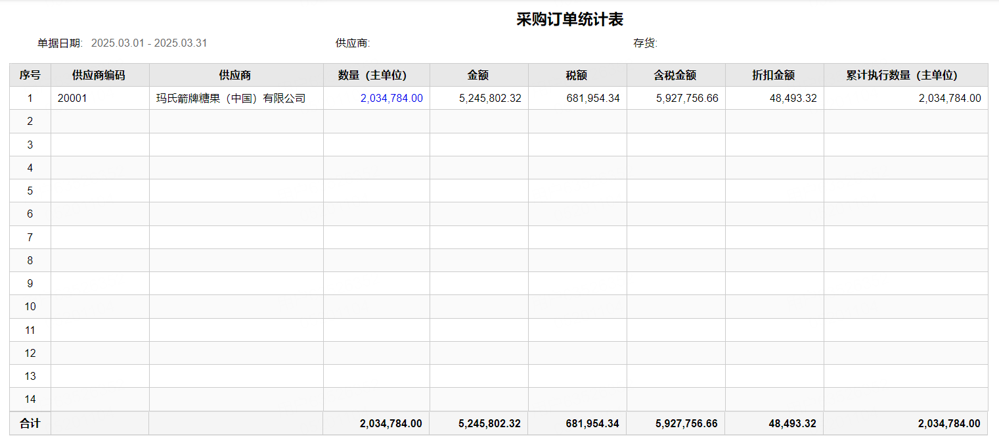 采购订单统计表
单据日期: 2025.03.01 - 2025.03.31 供应商: 存货:
序号 供应商编码 供应商 数量（主单位） 金额 税额 含税金额 折扣金额 累计执行数量（主单位）
1 20001 玛氏箭牌糖果（中国）有限公司 2,034,784.00 5,245,802.32 681,954.34 5,927,756.66 48,493.32 2,034,784.00
2
3
4
5
6
7
8
9
10
11
12
13
14
合计 2,034,784.00 5,245,802.32 681,954.34 5,927,756.66 48,493.32 2,034,784.00